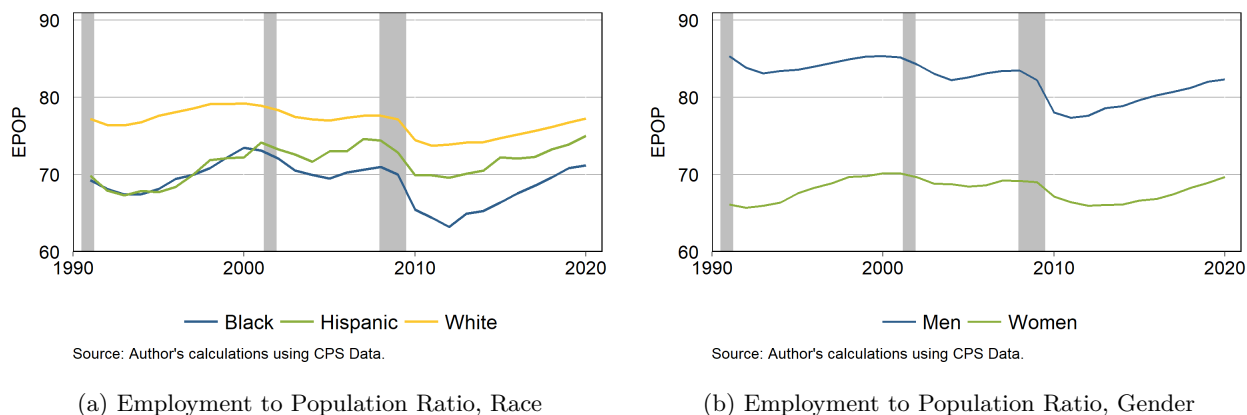 90
80
70
60
EPOP
1990 2000 2010 2020
Black Hispanic White
Source: Author's calculations using CPS Data.
(a) Employment to Population Ratio, Race
90
80
70
60
EPOP
1990 2000 2010 2020
Men Women
Source: Author's calculations using CPS Data.
(b) Employment to Population Ratio, Gender